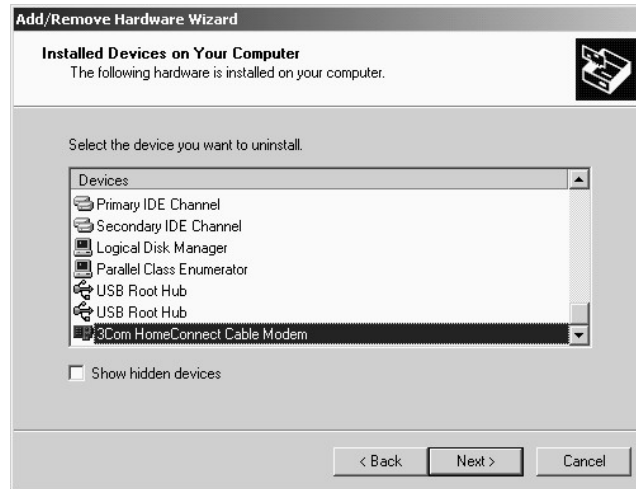 Add/Remove Hardware Wizard
Installed Devices on Your Computer
The following hardware is installed on your computer.
Select the device you want to uninstall.
Devices
Primary IDE Channel
Secondary IDE Channel
Logical Disk Manager
Parallel Class Enumerator
USB Root Hub
USB Root Hub
3Com HomeConnect Cable Modem
Show hidden devices
< Back Next > Cancel